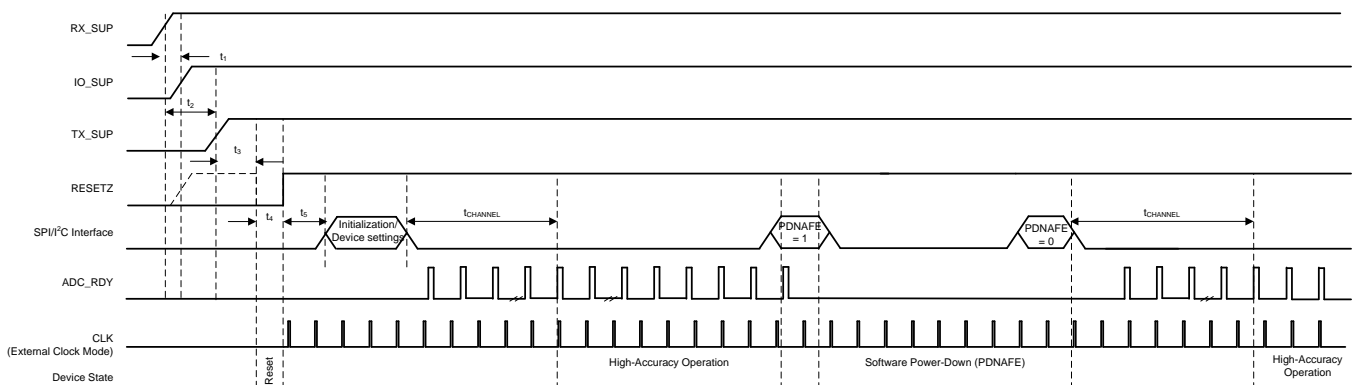 RX_SUP
t1
IO_SUP
t2
TX_SUP
t3
RESETZ
t4
t5
Initialization/
Device settings
tCHANNEL
PDNAFE
= 1
PDNAFE
= 0
tCHANNEL
SPI/I²C Interface
ADC_RDY
CLK
(External Clock Mode)
Device State
Reset
High-Accuracy Operation
Software Power-Down (PDNAFE)
High-Accuracy
Operation